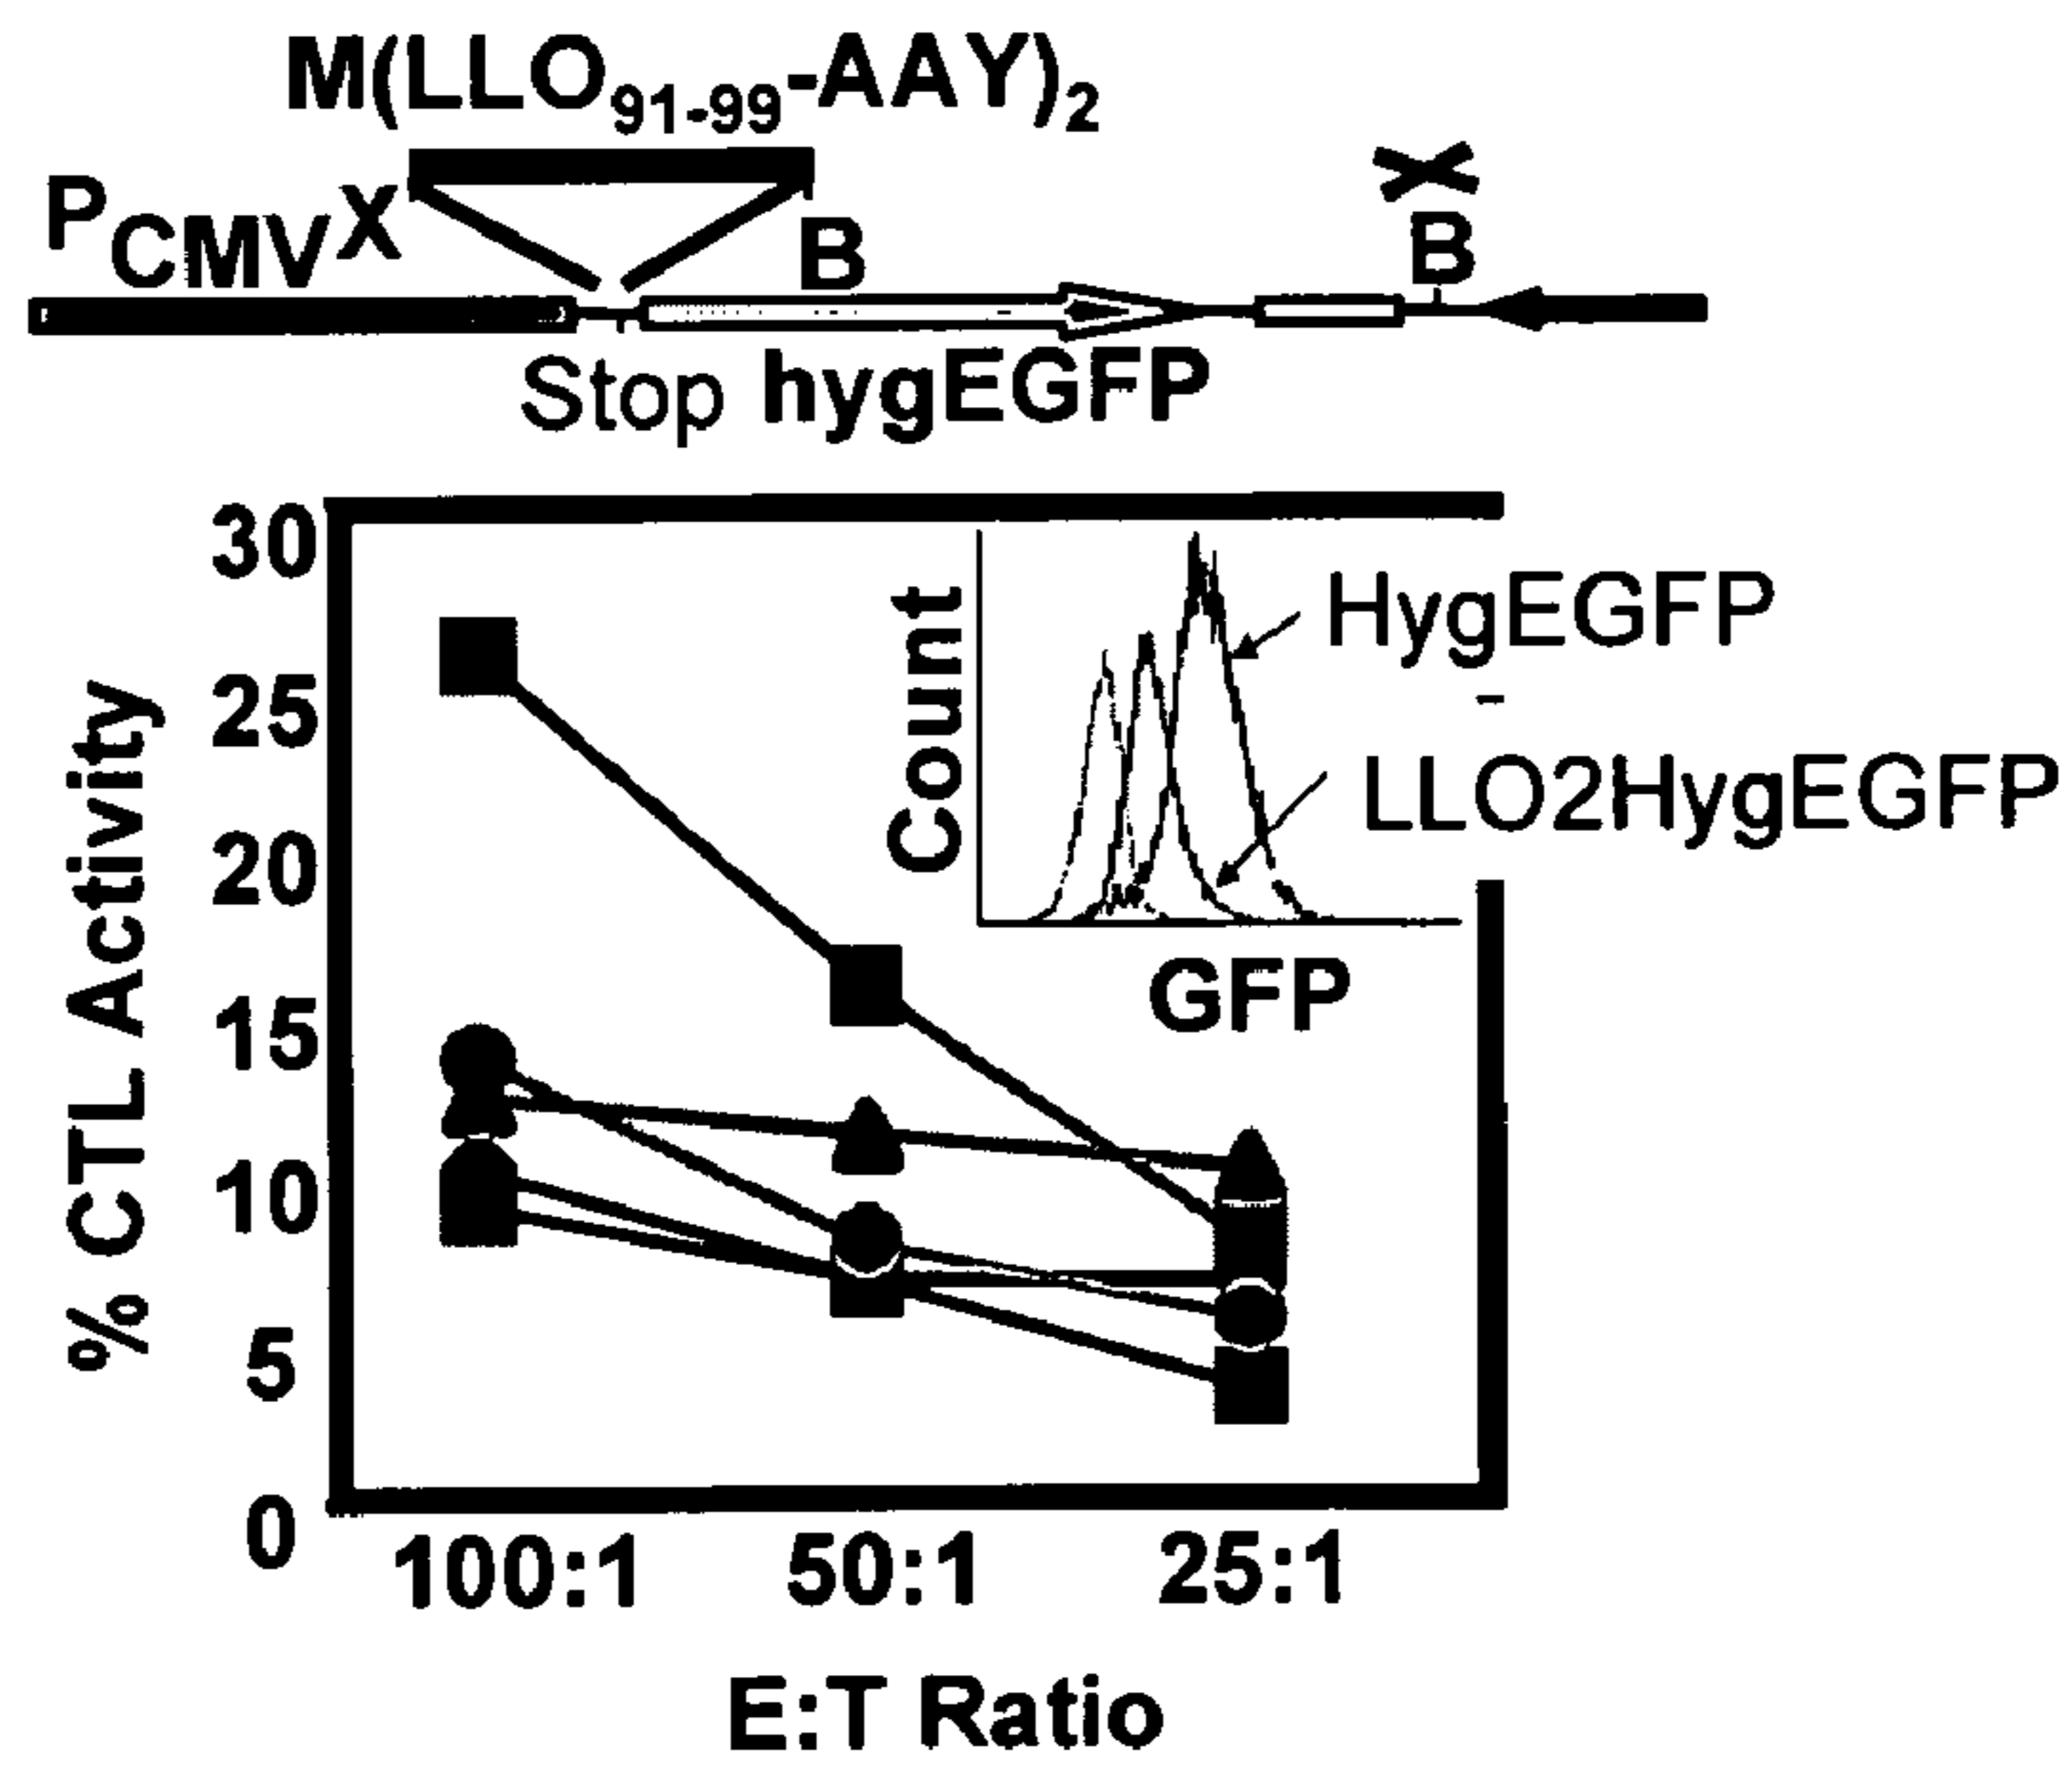 M(LLO91-99-AAY)2
PCMV X B X
B
Stop hygEGFP
30
25
20
15
10
5
0
% CTL Activity
Count
HygEGFP
LLO2HygEGFP
GFP
100:1 50:1 25:1
E:T Ratio